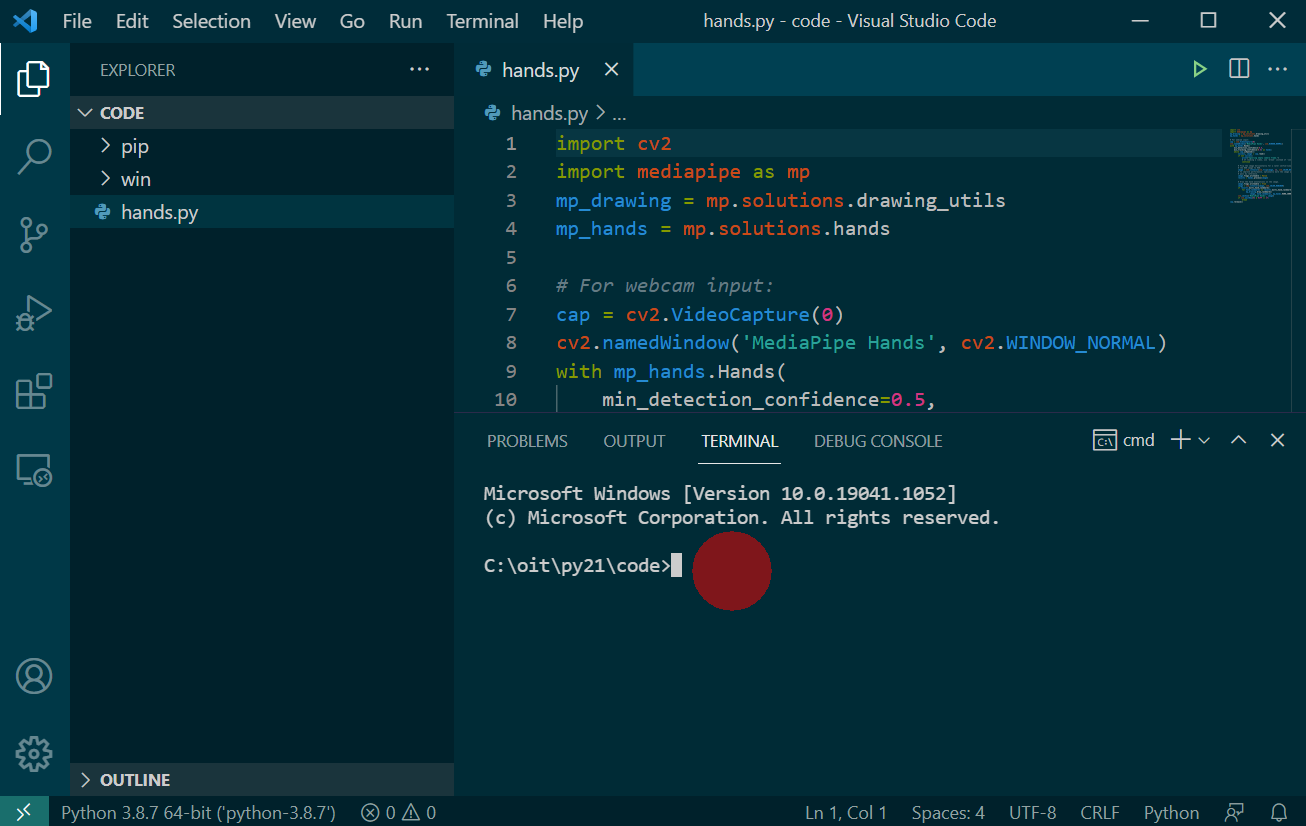 File Edit Selection View Go Run Terminal Help hands.py - code - Visual Studio Code
EXPLORER
CODE
pip
win
hands.py
OUTLINE
hands.py
hands.py > ...
1 import cv2
2 import mediapipe as mp
3 mp_drawing = mp.solutions.drawing_utils
4 mp_hands = mp.solutions.hands
5
6 # For webcam input:
7 cap = cv2.VideoCapture(0)
8 cv2.namedWindow('MediaPipe Hands', cv2.WINDOW_NORMAL)
9 with mp_hands.Hands(
10 min_detection_confidence=0.5,
PROBLEMS OUTPUT TERMINAL DEBUG CONSOLE cmd
Microsoft Windows [Version 10.0.19041.1052]
(c) Microsoft Corporation. All rights reserved.
C:\oit\py21\code>
Python 3.8.7 64-bit ('python-3.8.7') 0 0 Ln 1, Col 1 Spaces: 4 UTF-8 CRLF Python